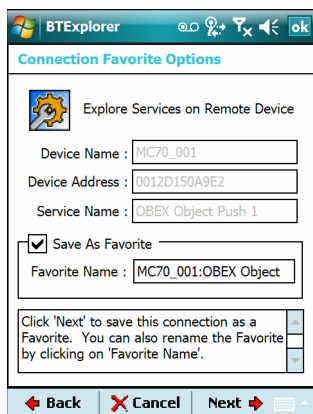 BTExplorer ok
Connection Favorite Options
Explore Services on Remote Device
Device Name : MC70_001
Device Address : 0012D150A9E2
Service Name : OBEX Object Push 1
Save As Favorite
Favorite Name : MC70_001:OBEX Object
Click 'Next' to save this connection as a
Favorite. You can also rename the Favorite
by clicking on 'Favorite Name'.
Back Cancel Next